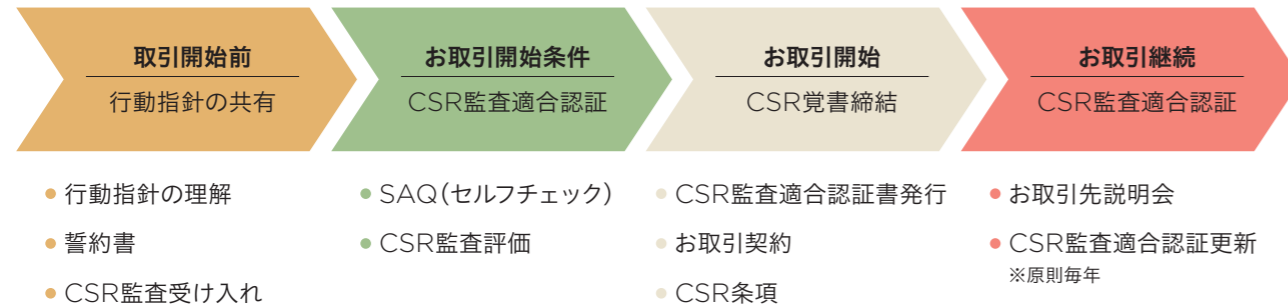 取引開始前
行動指針の共有
お取引開始条件
CSR監査適合認証
お取引開始
CSR覚書締結
お取引継続
CSR監査適合認証
行動指針の理解
誓約書
CSR監査受け入れ
SAQ(セルフチェック)
CSR監査評価
CSR監査適合認証書発行
お取引契約
CSR条項
お取引先説明会
CSR監査適合認証更新
※原則毎年